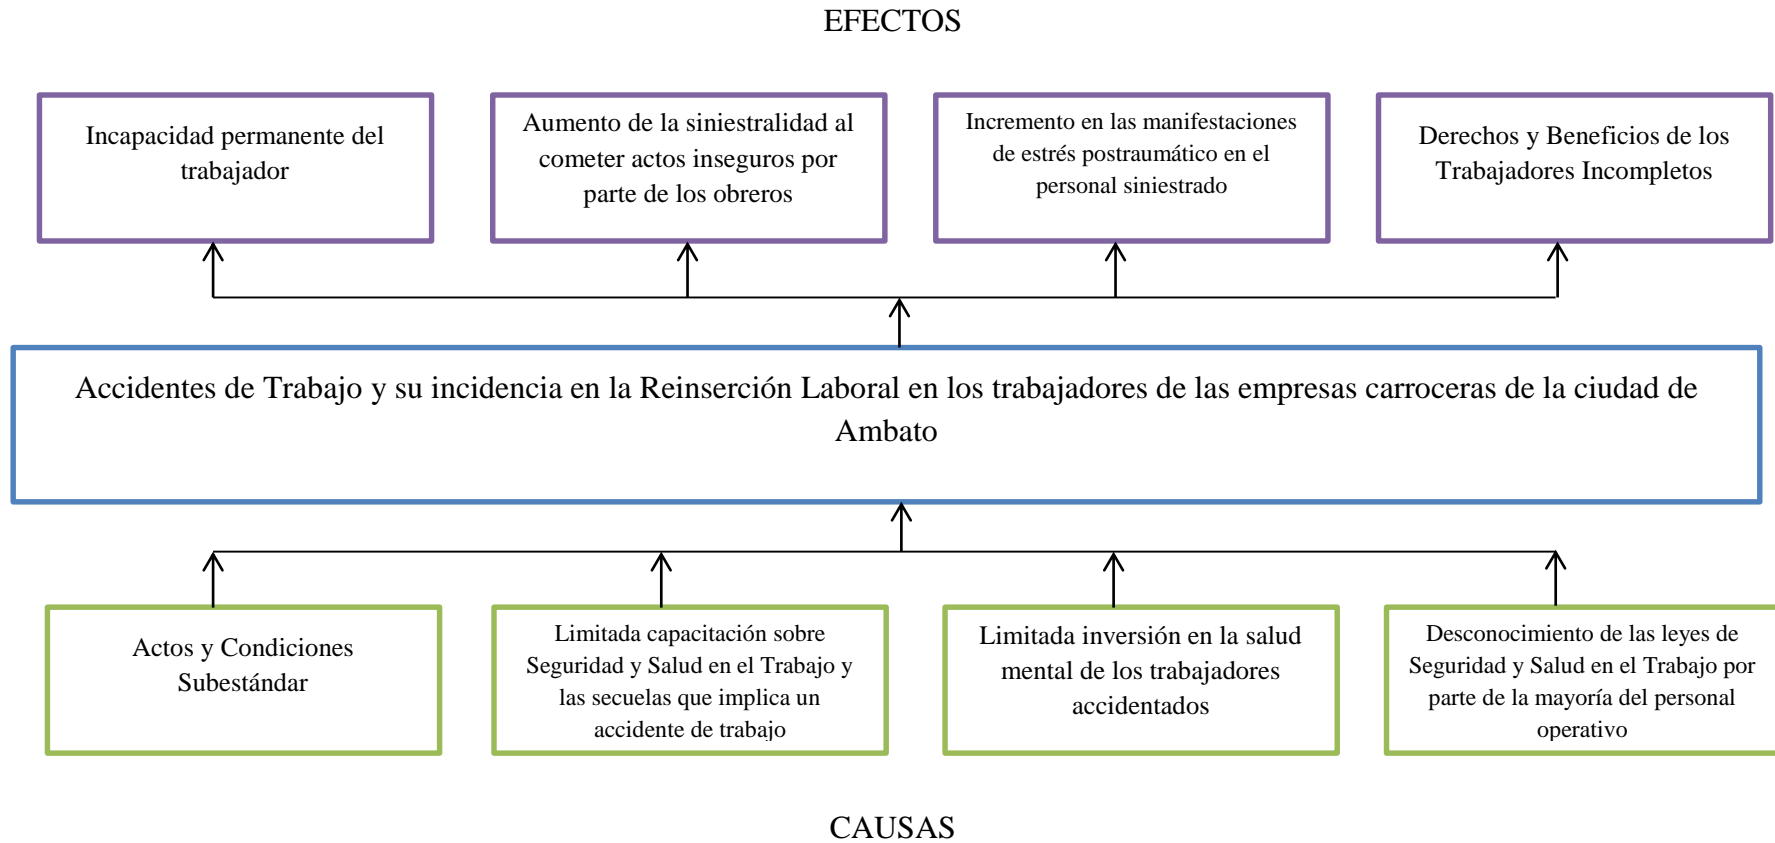 EFECTOS
Incapacidad permanente del
trabajador
Aumento de la siniestralidad al
cometer actos inseguros por
parte de los obreros
Incremento en las manifestaciones
de estrés postraumático en el
personal siniestrado
Derechos y Beneficios de los
Trabajadores Incompletos
Accidentes de Trabajo y su incidencia en la Reinserción Laboral en los trabajadores de las empresas carroceras de la ciudad de
Ambato
Actos y Condiciones
Subestándar
Limitada capacitación sobre
Seguridad y Salud en el Trabajo y
las secuelas que implica un
accidente de trabajo
Limitada inversión en la salud
mental de los trabajadores
accidentados
Desconocimiento de las leyes de
Seguridad y Salud en el Trabajo por
parte de la mayoría del personal
operativo
CAUSAS